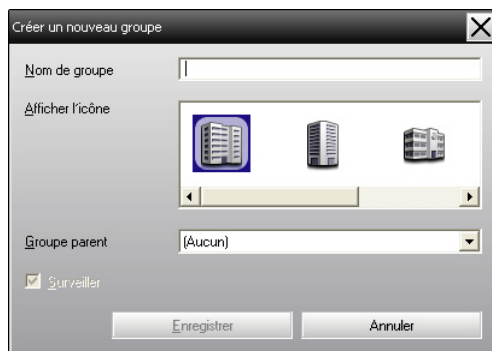 Créer un nouveau groupe
Nom de groupe
Afficher l'icône
Groupe parent
(Aucun)
Surveiller
Enregistrer
Annuler